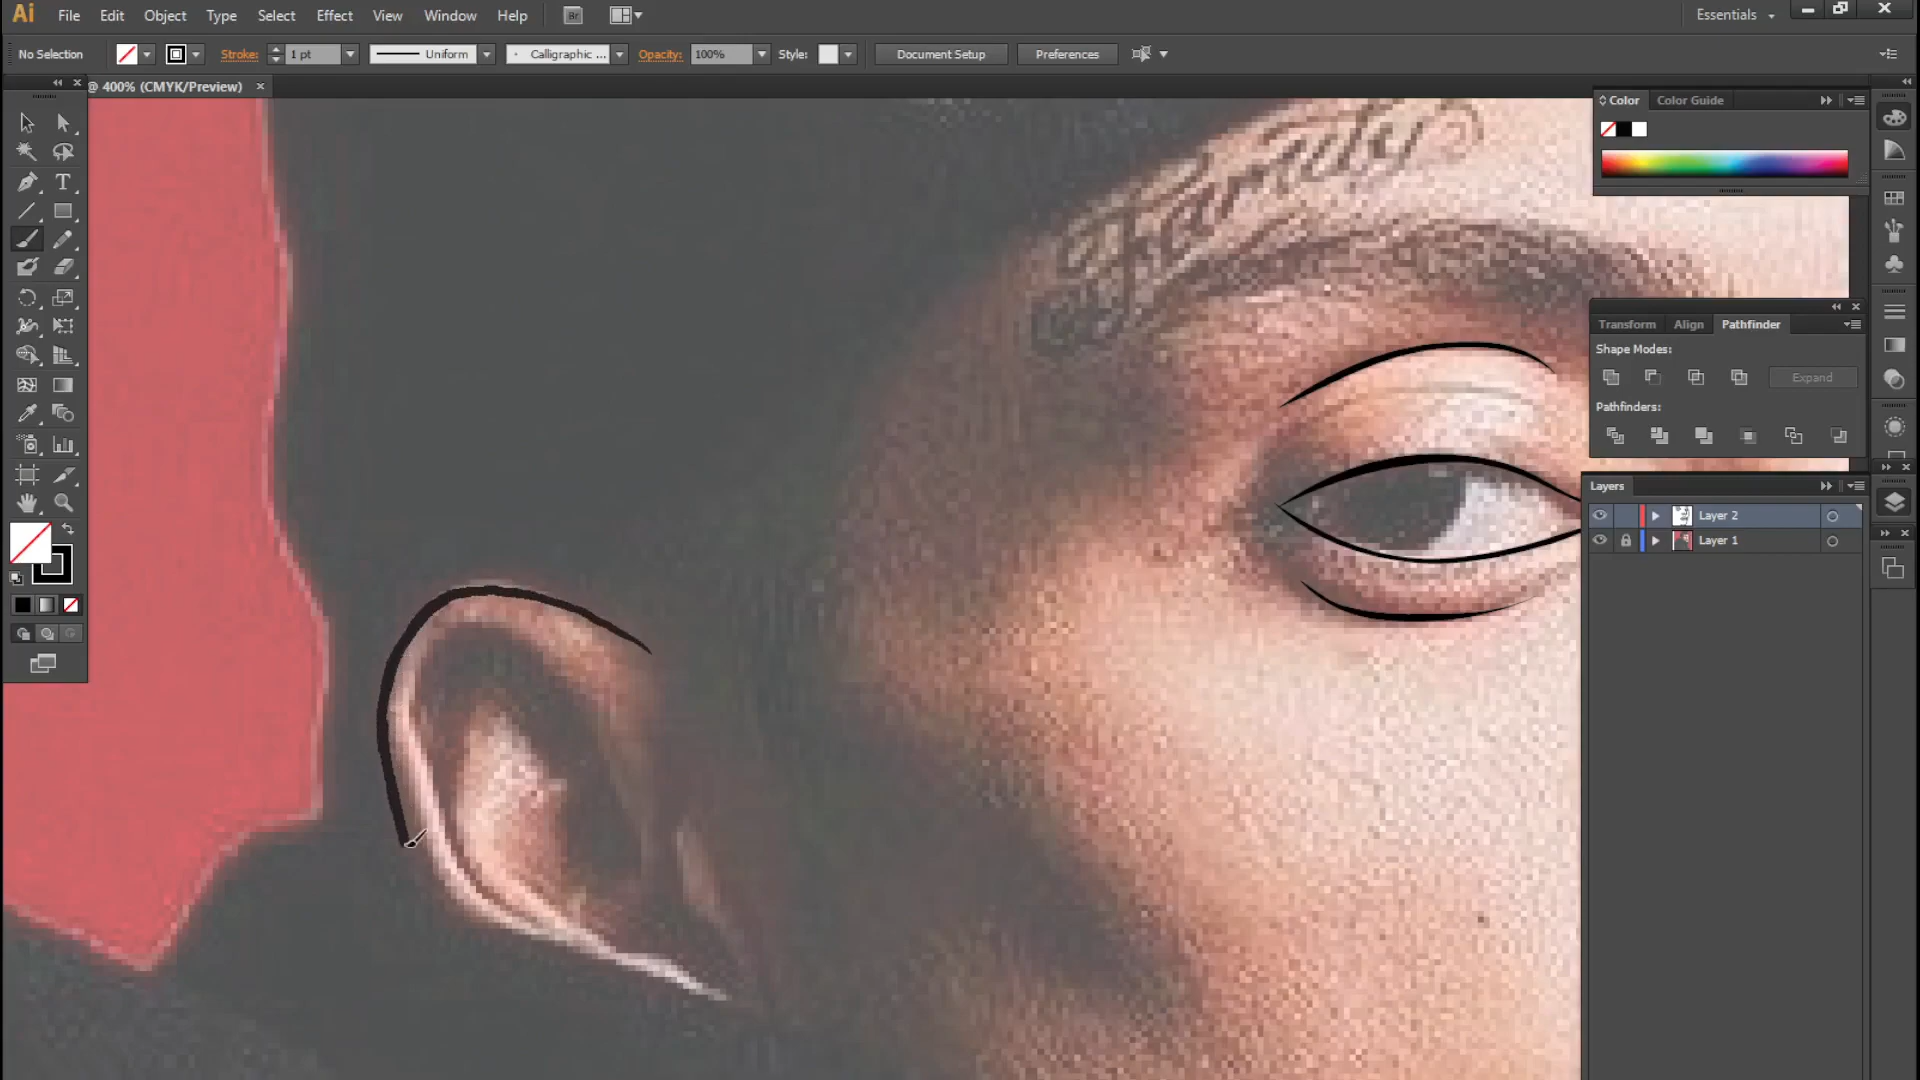 Ai File Edit Object Type Select Effect View Window Help Br Essentials
No Selection Stroke: 1 pt Uniform Calligraphic ... Opacity: 100% Style: Document Setup Preferences
@ 400% (CMYK/Preview)
Color Color Guide
Family
Transform Align Pathfinder
Shape Modes:
Expand
Pathfinders:
Layers
Layer 2
Layer 1